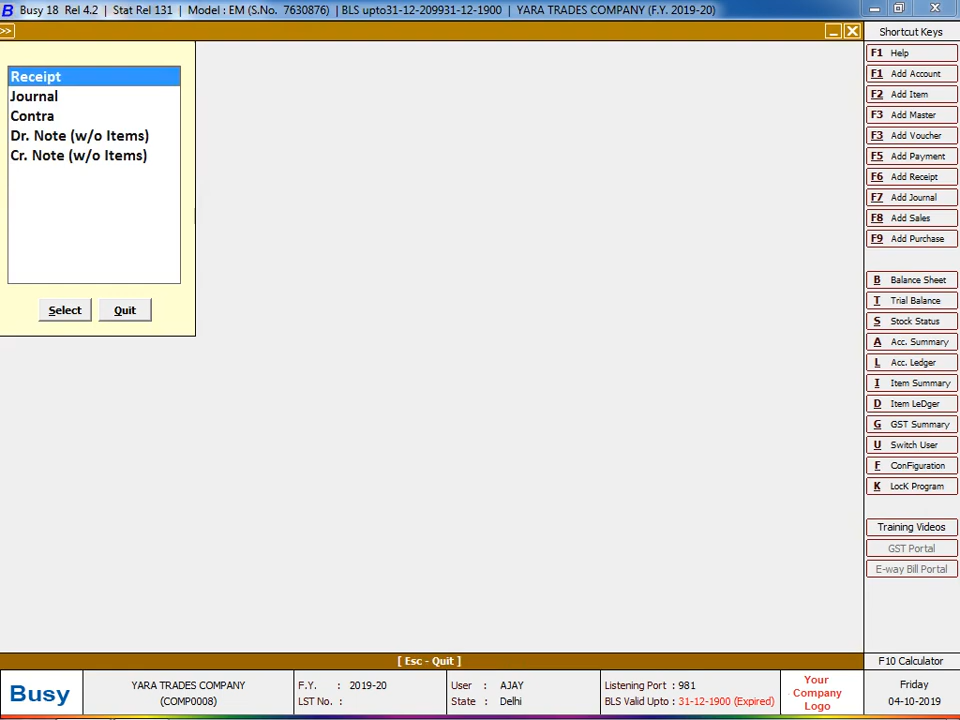 B Busy 18 Rel 4.2 | Stat Rel 131 | Model : EM (S.No. 7630876) | BLS upto31-12-209931-12-1900 | YARA TRADES COMPANY (F.Y. 2019-20)
>>
Shortcut Keys
Receipt
Journal
Contra
Dr. Note (w/o Items)
Cr. Note (w/o Items)
Select Quit
F1 Help
F1 Add Account
F2 Add Item
F3 Add Master
F3 Add Voucher
F5 Add Payment
F6 Add Receipt
F7 Add Journal
F8 Add Sales
F9 Add Purchase
B Balance Sheet
T Trial Balance
S Stock Status
A Acc. Summary
L Acc. Ledger
I Item Summary
D Item LeDger
G GST Summary
U Switch User
F ConFiguration
K LocK Program
Training Videos
GST Portal
E-way Bill Portal
[ Esc - Quit ]
F10 Calculator
Busy
YARA TRADES COMPANY
(COMP0008)
F.Y. : 2019-20
LST No. :
User : AJAY
State : Delhi
Listening Port : 981
BLS Valid Upto : 31-12-1900 (Expired)
Your
Company
Logo
Friday
04-10-2019